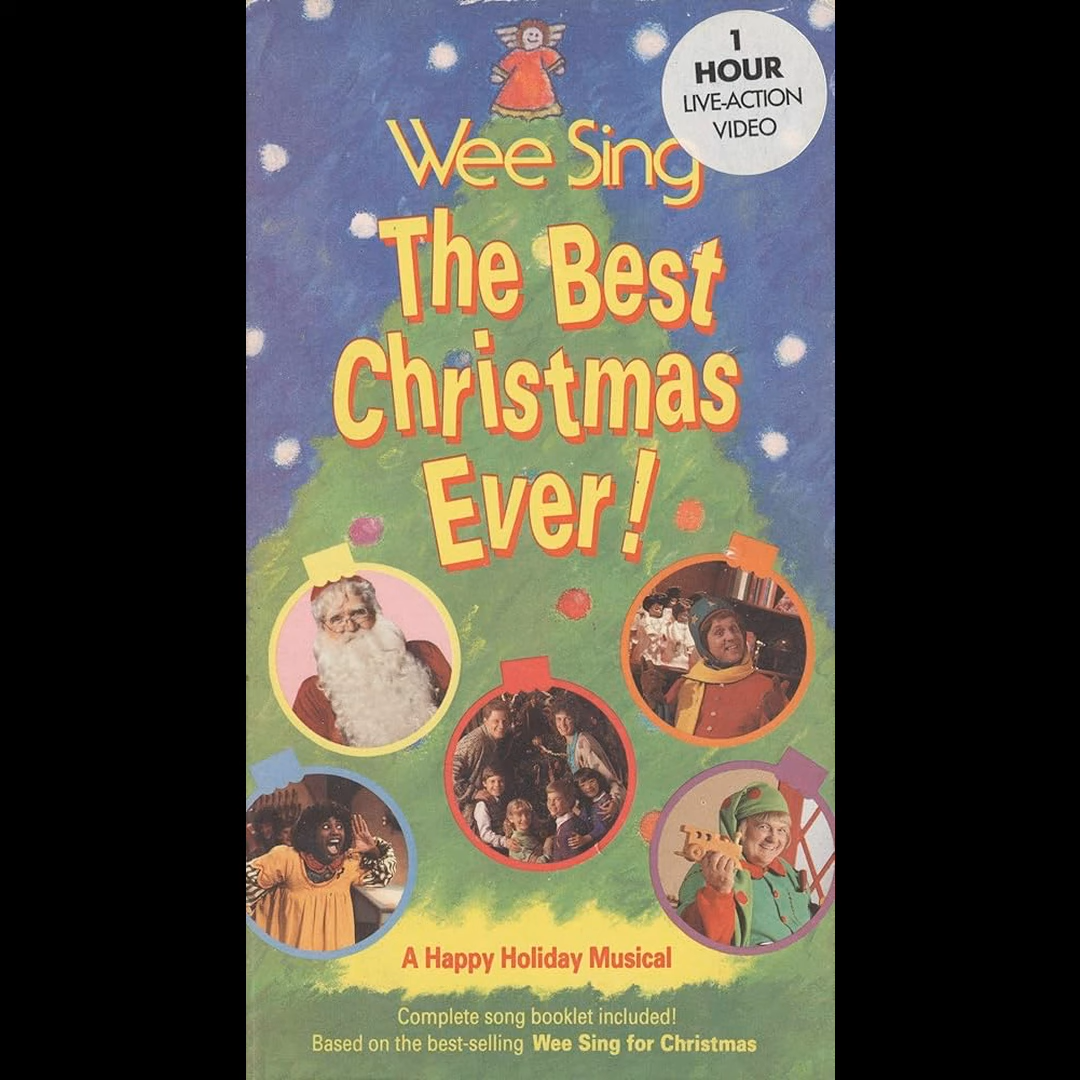 1
HOUR
LIVE-ACTION
VIDEO
Wee Sing
The Best
Christmas
Ever!
A Happy Holiday Musical
Complete song booklet included!
Based on the best-selling Wee Sing for Christmas